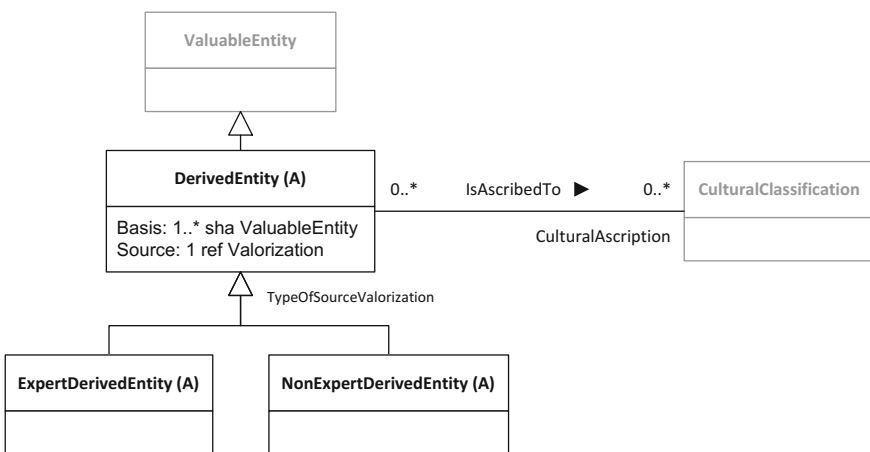 ValuableEntity
DerivedEntity (A)
Basis: 1..* sha ValuableEntity
Source: 1 ref Valorization
0..* IsAscribedTo ► 0..*
CulturalAscription
CulturalClassification
TypeOfSourceValorization
ExpertDerivedEntity (A)
NonExpertDerivedEntity (A)